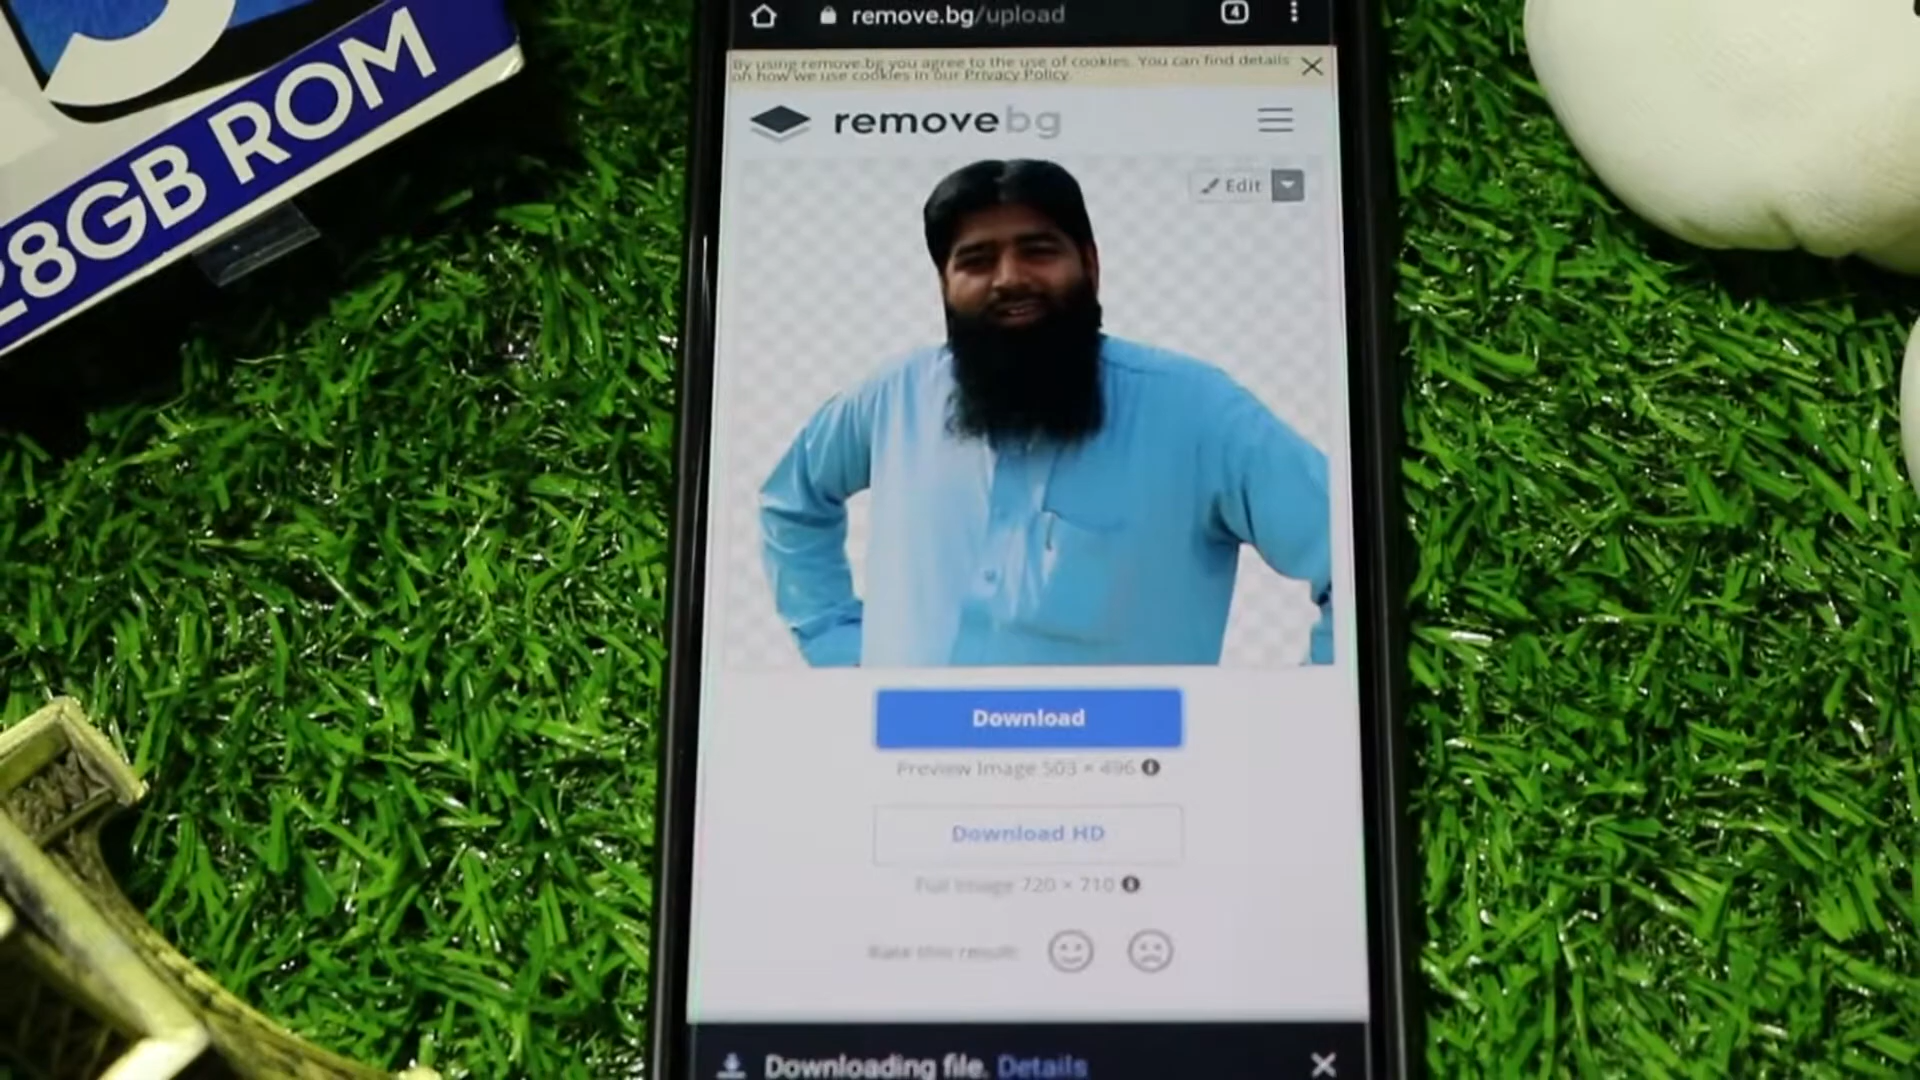 28GB ROM
remove.bg/upload
4
By using remove.bg you agree to the use of cookies. You can find details
on how we use cookies in our Privacy Policy
removebg
Edit
Download
Preview Image 503 × 496
Download HD
Full Image 720 × 710
Rate this result:
Downloading file. Details